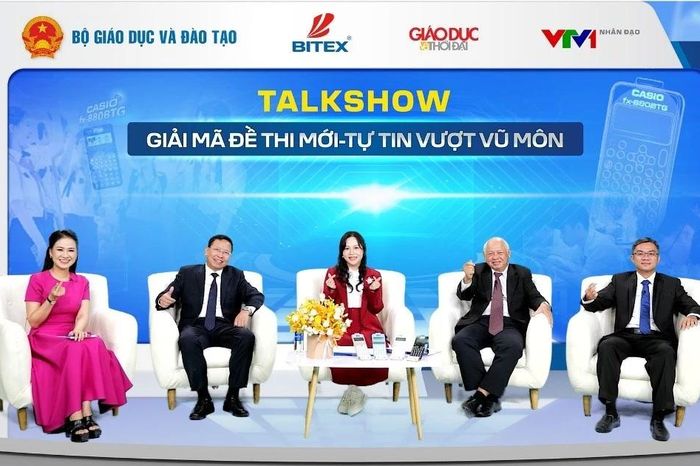 BỘ GIÁO DỤC VÀ ĐÀO TẠO
BITEX
GIÁO DỤC
VÀ THỜI ĐẠI
VTV1 NHÂN ĐẠO
TALKSHOW
GIẢI MÃ ĐỀ THI MỚI-TỰ TIN VƯỢT VŨ MÔN
CASIO
fx-880BTG
CASIO
fx-880BTG